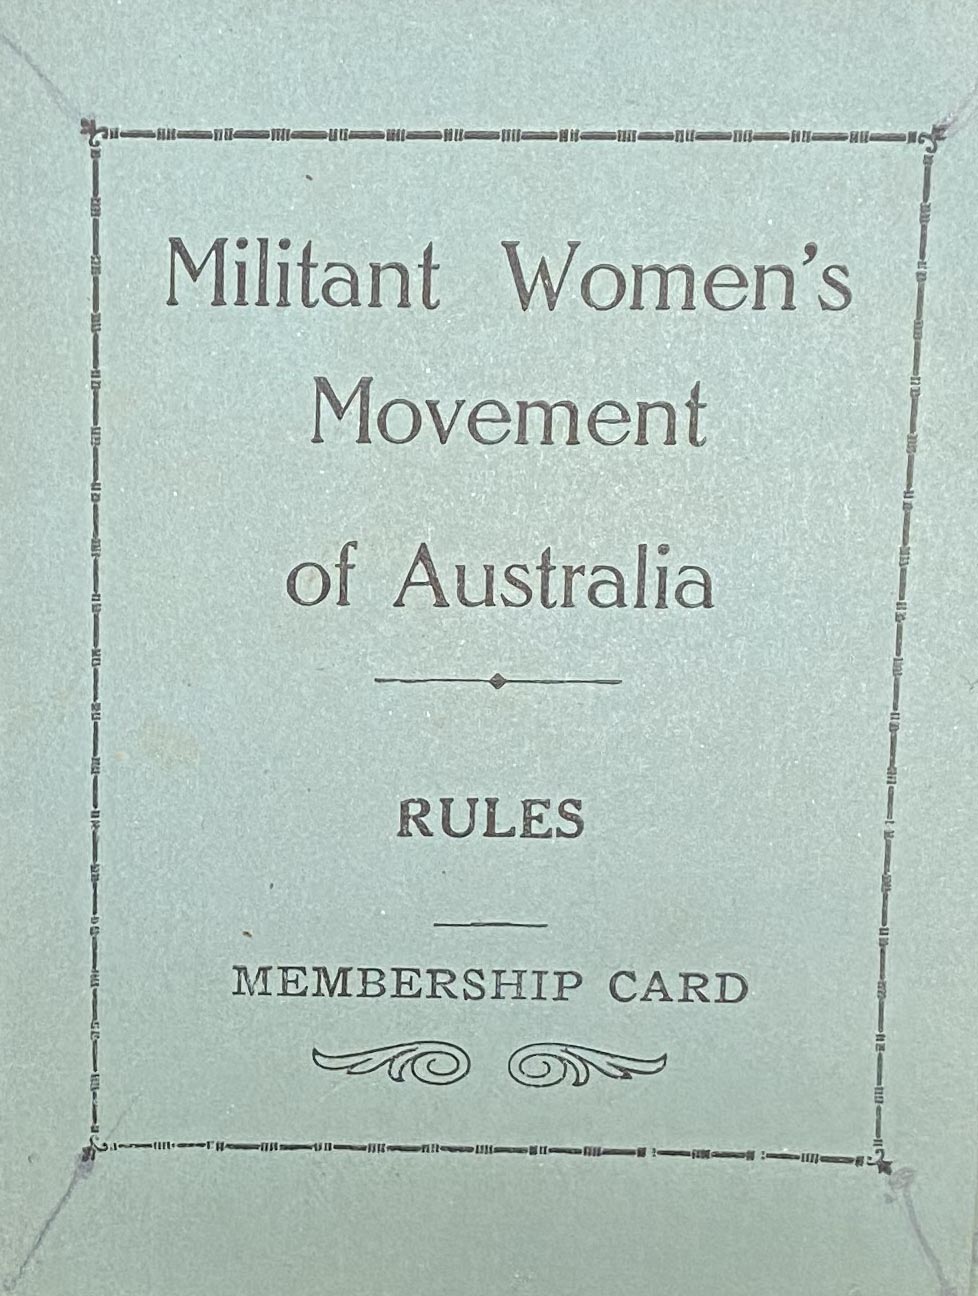 Militant Women's
Movement
of Australia
RULES
MEMBERSHIP CARD